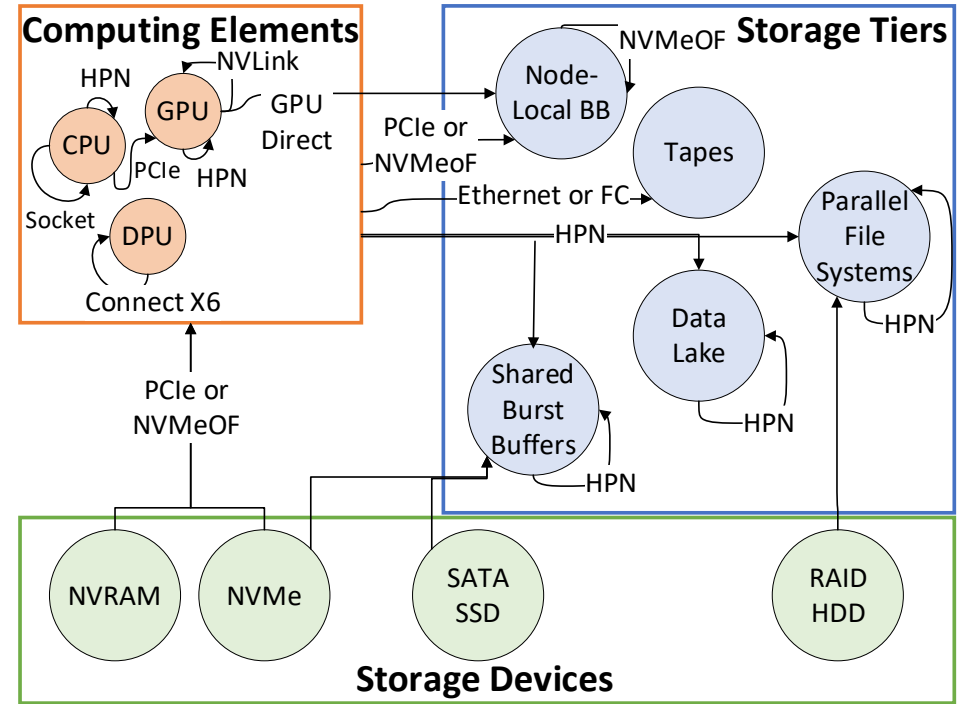 Computing Elements
HPN
NVLink
GPU
CPU
PCIe
HPN
GPU
Direct
Socket
DPU
Connect X6
Storage Tiers
NVMeOF
Node-
Local BB
PCIe or
NVMeoF
Tapes
Ethernet or FC
HPN
Parallel
File
Systems
HPN
Data
Lake
HPN
Shared
Burst
Buffers
HPN
PCIe or
NVMeOF
NVRAM
NVMe
SATA
SSD
RAID
HDD
Storage Devices